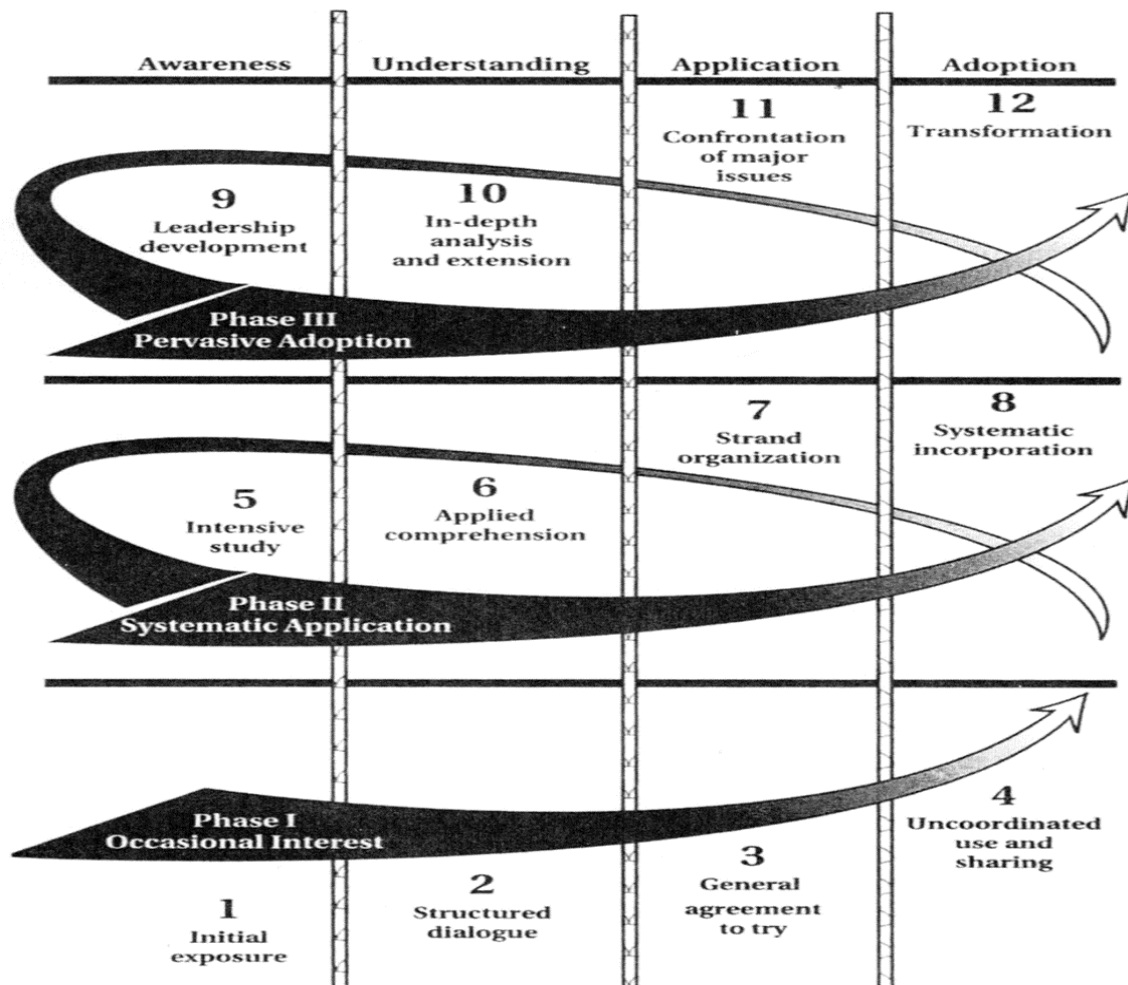 Awareness
Understanding
Application
Adoption
11
Confrontation
of major
issues
12
Transformation
9
Leadership
development
10
In-depth
analysis
and extension
Phase III
Pervasive Adoption
7
Strand
organization
8
Systematic
incorporation
5
Intensive
study
6
Applied
comprehension
Phase II
Systematic Application
Phase I
Occasional Interest
4
Uncoordinated
use and
sharing
3
General
agreement
to try
2
Structured
dialogue
1
Initial
exposure